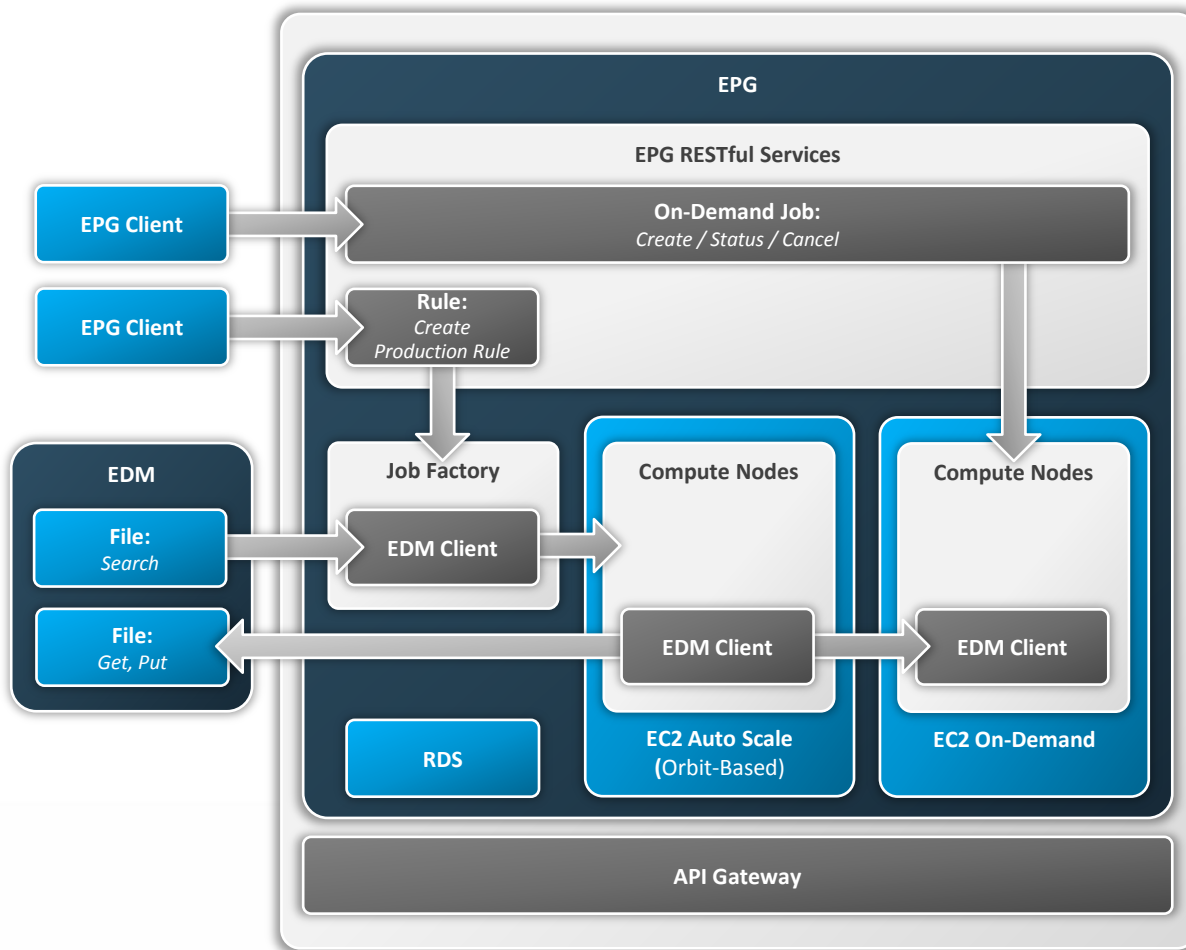 EPG
EPG RESTful Services
EPG Client
On-Demand Job:
Create / Status / Cancel
EPG Client
Rule:
Create
Production Rule
EDM
Job Factory
Compute Nodes
Compute Nodes
File:
Search
EDM Client
File:
Get, Put
EDM Client
EDM Client
RDS
EC2 Auto Scale
(Orbit-Based)
EC2 On-Demand
API Gateway